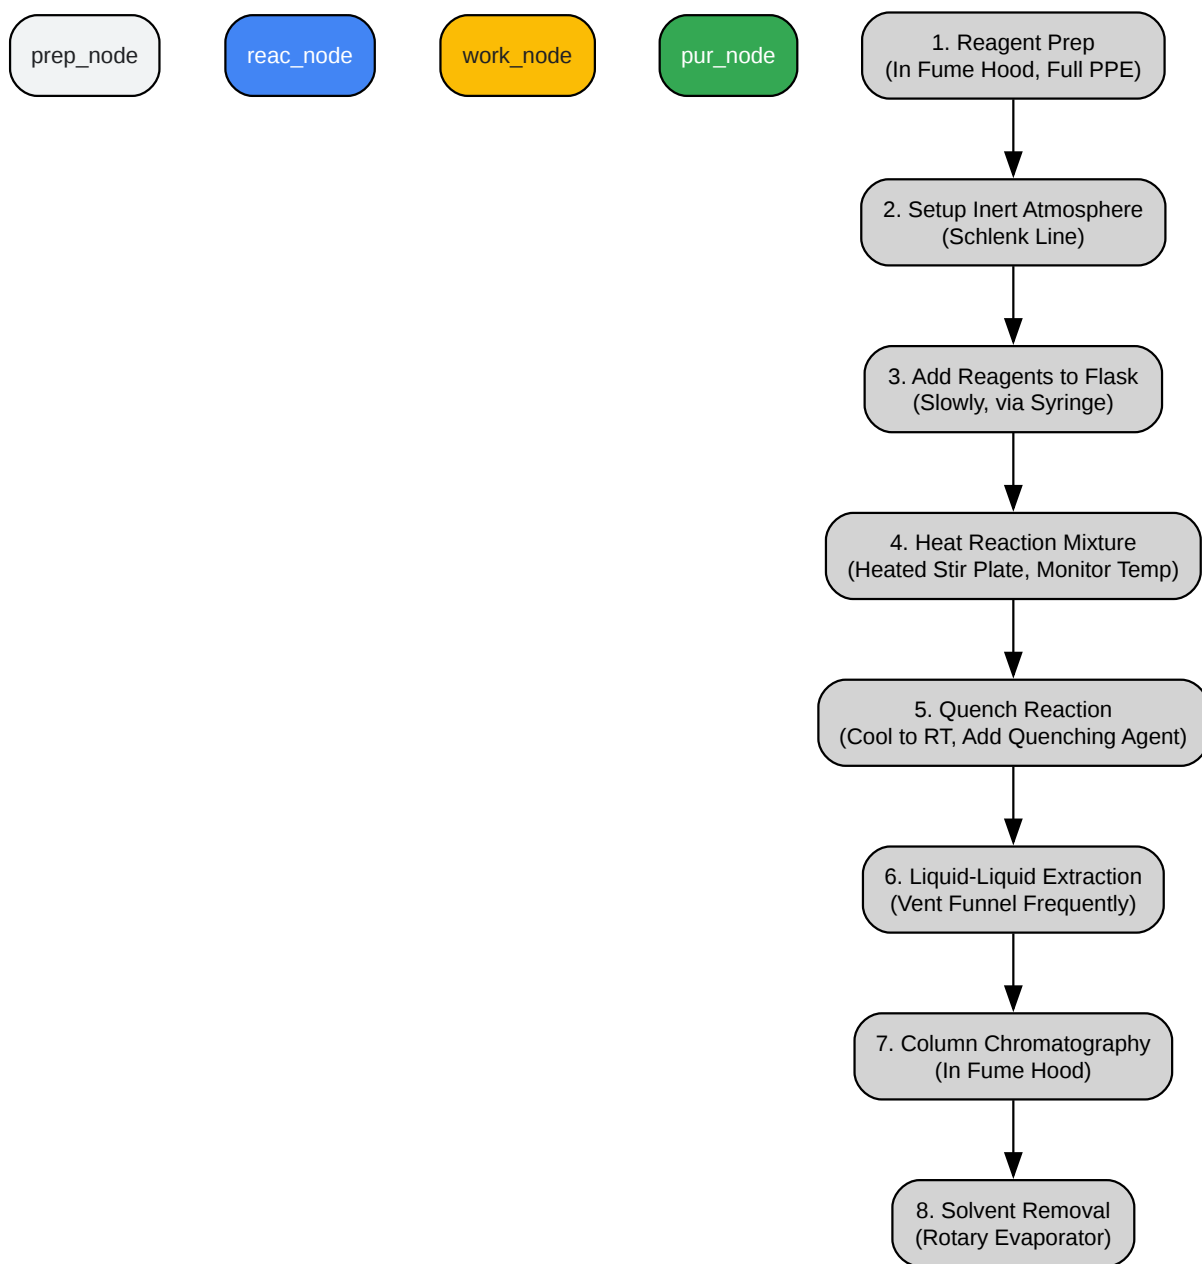 prep_node
reac_node
work_node
pur_node
1. Reagent Prep
(In Fume Hood, Full PPE)
2. Setup Inert Atmosphere
(Schlenk Line)
3. Add Reagents to Flask
(Slowly, via Syringe)
4. Heat Reaction Mixture
(Heated Stir Plate, Monitor Temp)
5. Quench Reaction
(Cool to RT, Add Quenching Agent)
6. Liquid-Liquid Extraction
(Vent Funnel Frequently)
7. Column Chromatography
(In Fume Hood)
8. Solvent Removal
(Rotary Evaporator)